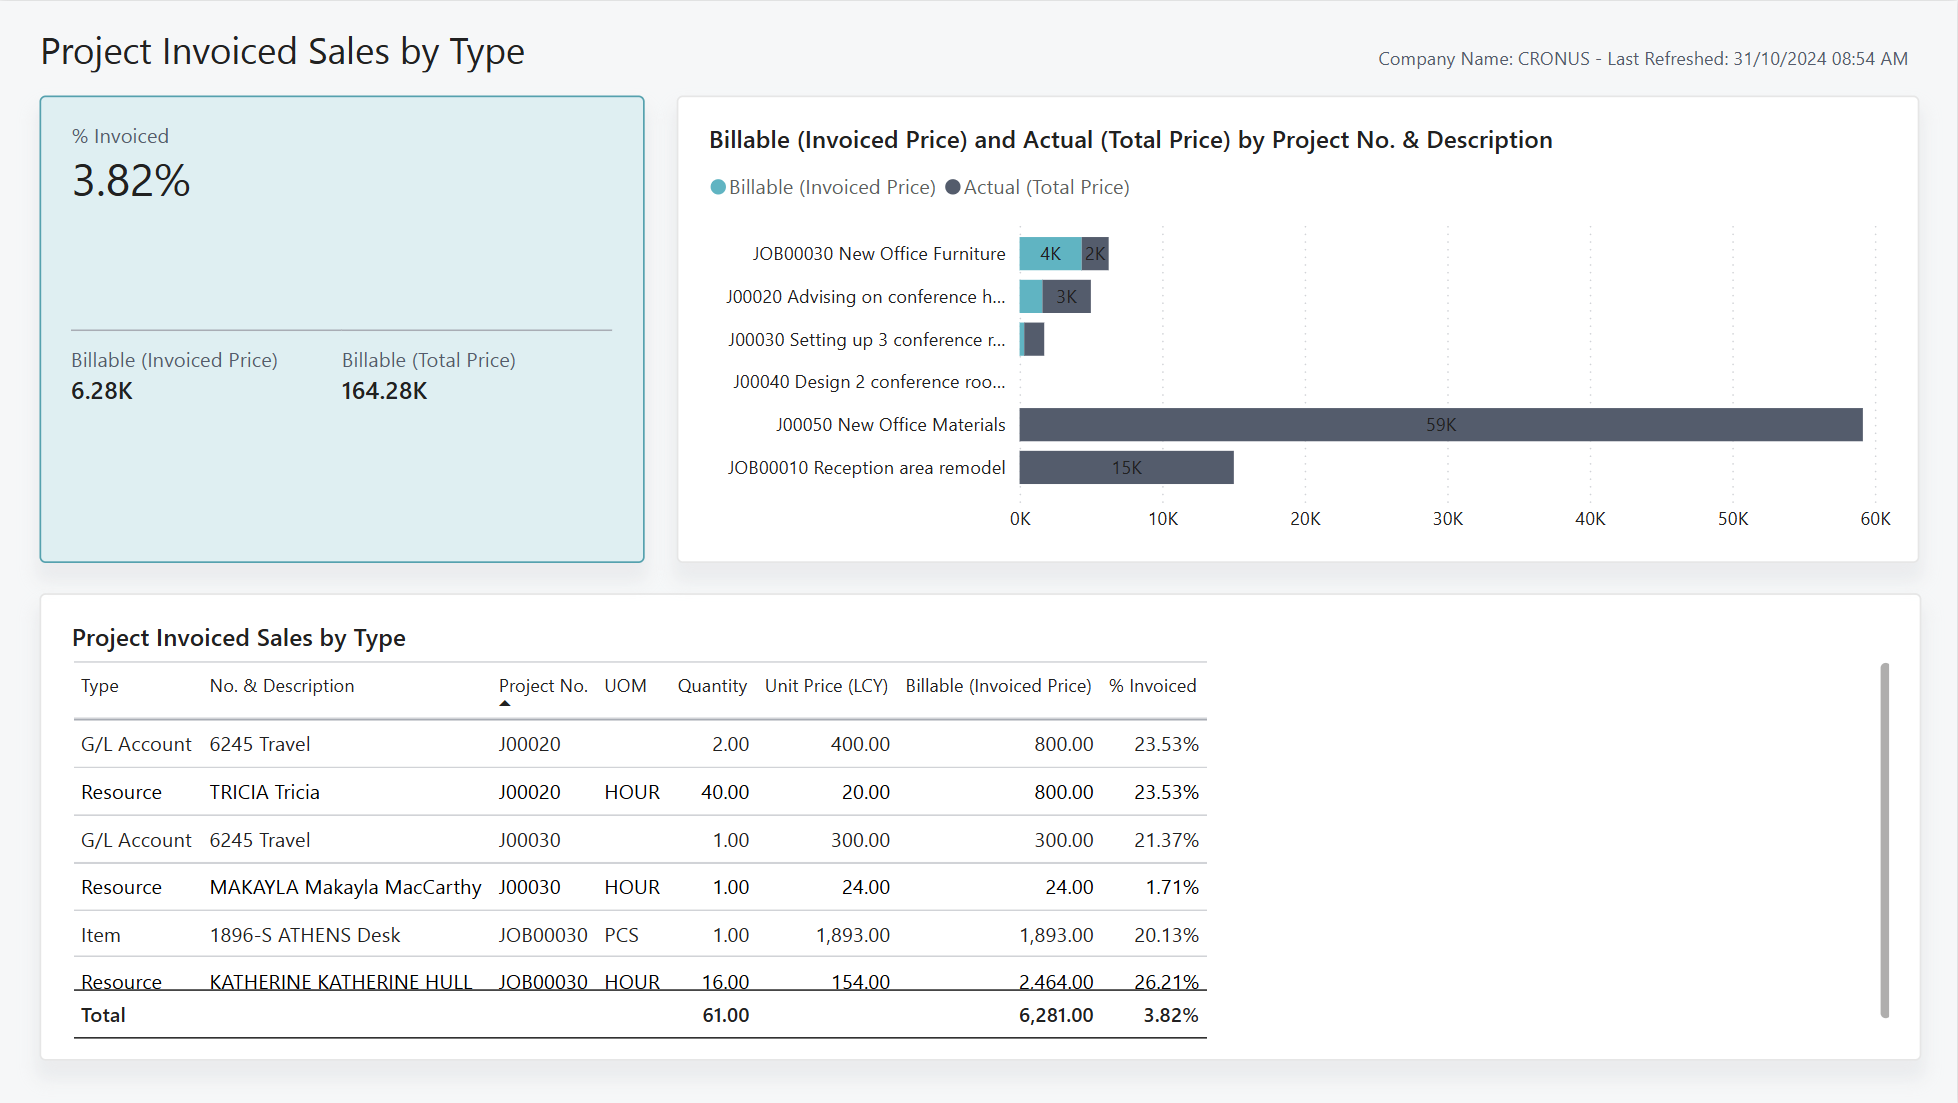 Project Invoiced Sales by Type
Company Name: CRONUS - Last Refreshed: 31/10/2024 08:54 AM
% Invoiced
3.82%
Billable (Invoiced Price) Billable (Total Price)
6.28K 164.28K
Billable (Invoiced Price) and Actual (Total Price) by Project No. & Description
Billable (Invoiced Price) Actual (Total Price)
JOB00030 New Office Furniture 4K 2K
J00020 Advising on conference h... 3K
J00030 Setting up 3 conference r...
J00040 Design 2 conference roo...
J00050 New Office Materials 59K
JOB00010 Reception area remodel 15K
0K 10K 20K 30K 40K 50K 60K
Project Invoiced Sales by Type
Type No. & Description Project No. UOM Quantity Unit Price (LCY) Billable (Invoiced Price) % Invoiced
G/L Account 6245 Travel J00020 2.00 400.00 800.00 23.53%
Resource TRICIA Tricia J00020 HOUR 40.00 20.00 800.00 23.53%
G/L Account 6245 Travel J00030 1.00 300.00 300.00 21.37%
Resource MAKAYLA Makayla MacCarthy J00030 HOUR 1.00 24.00 24.00 1.71%
Item 1896-S ATHENS Desk JOB00030 PCS 1.00 1,893.00 1,893.00 20.13%
Resource KATHERINE KATHERINE HULL JOB00030 HOUR 16.00 154.00 2,464.00 26.21%
Total 61.00 6,281.00 3.82%